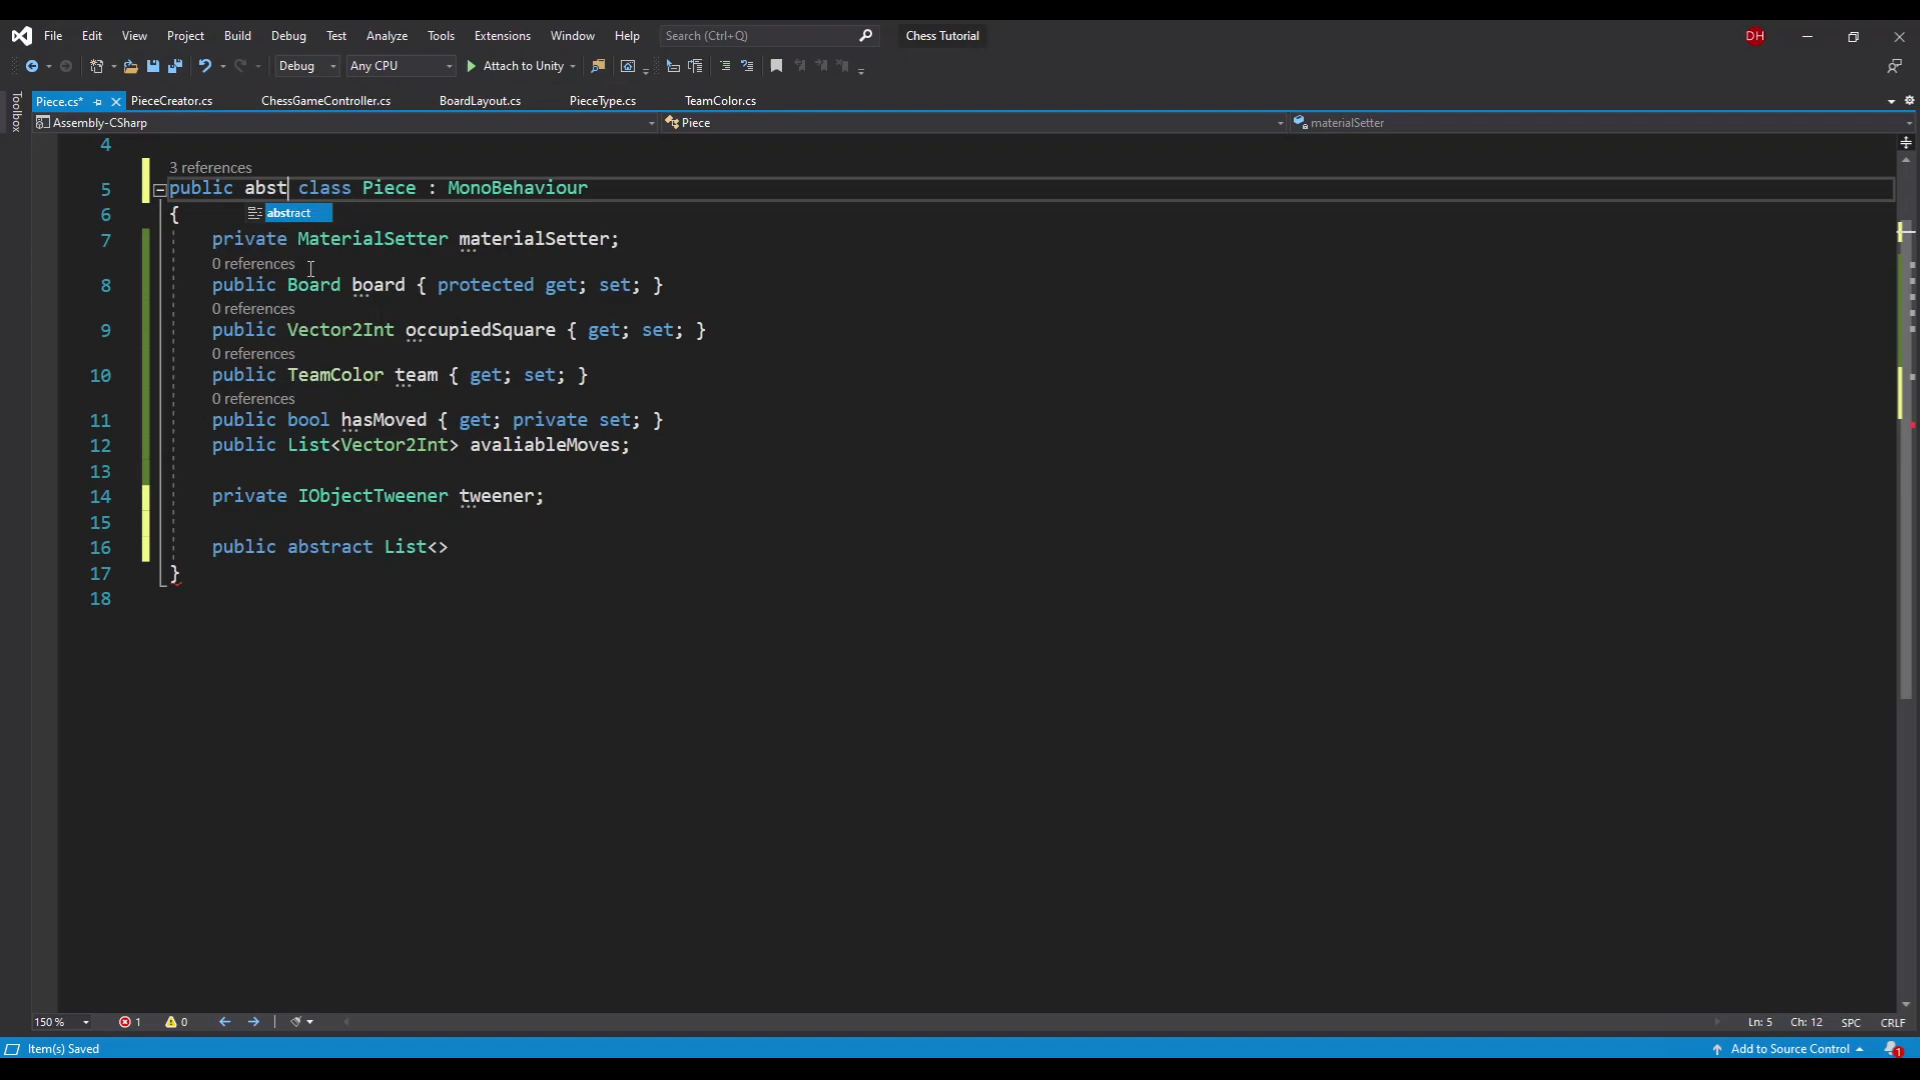 File Edit View Project Build Debug Test Analyze Tools Extensions Window Help Search (Ctrl+Q) Chess Tutorial DH
Debug Any CPU Attach to Unity
Toolbox
Piece.cs* PieceCreator.cs ChessGameController.cs BoardLayout.cs PieceType.cs TeamColor.cs
Assembly-CSharp Piece materialSetter
4
3 references
5 public abst class Piece : MonoBehaviour
6 {
abstract
7 private MaterialSetter materialSetter;
0 references
8 public Board board { protected get; set; }
0 references
9 public Vector2Int occupiedSquare { get; set; }
0 references
10 public TeamColor team { get; set; }
0 references
11 public bool hasMoved { get; private set; }
12 public List<Vector2Int> avaliableMoves;
13
14 private IObjectTweener tweener;
15
16 public abstract List<>
17 }
18
150 % 1 0 Ln: 5 Ch: 12 SPC CRLF
Item(s) Saved Add to Source Control 1